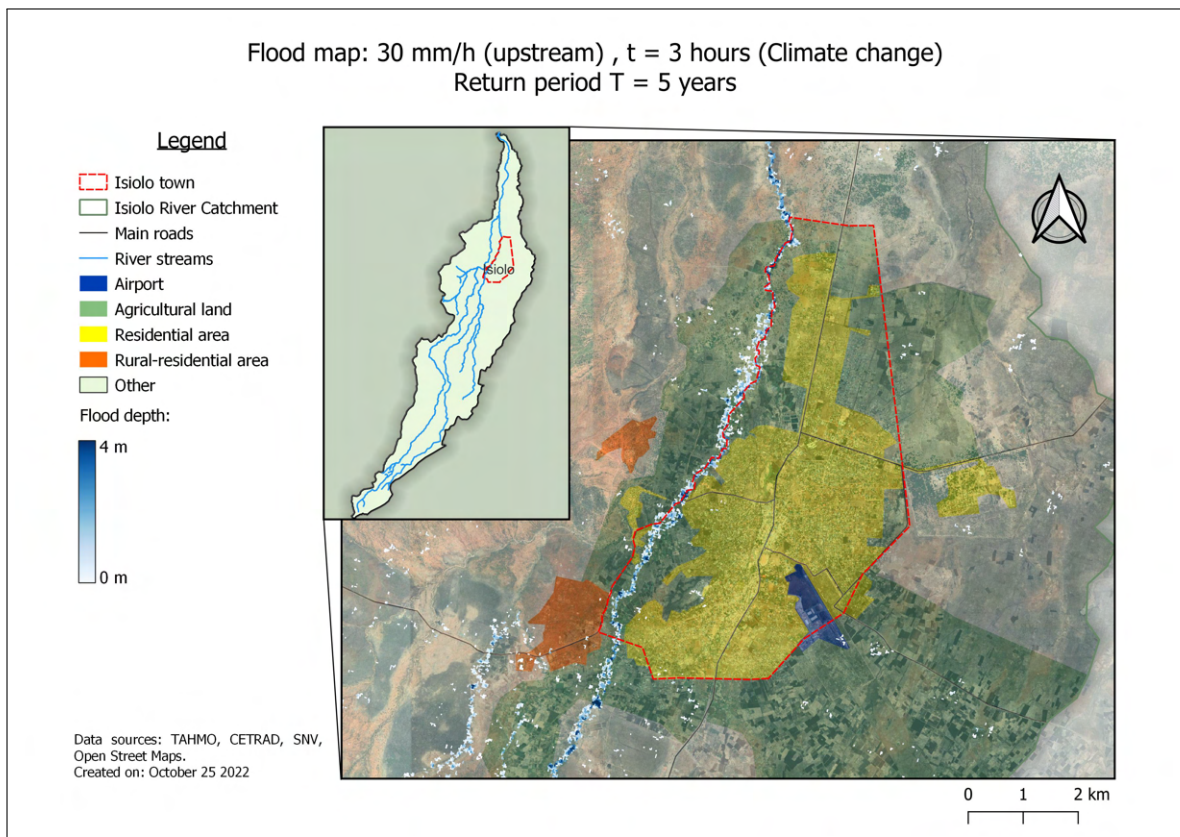 Flood map: 30 mm/h (upstream) , t = 3 hours (Climate change)
Return period T = 5 years
Legend
Isiolo town
Isiolo River Catchment
Main roads
River streams
Airport
Agricultural land
Residential area
Rural-residential area
Other
Flood depth:
4 m
0 m
Isiolo
Data sources: TAHMO, CETRAD, SNV,
Open Street Maps.
Created on: October 25 2022
0 1 2 km